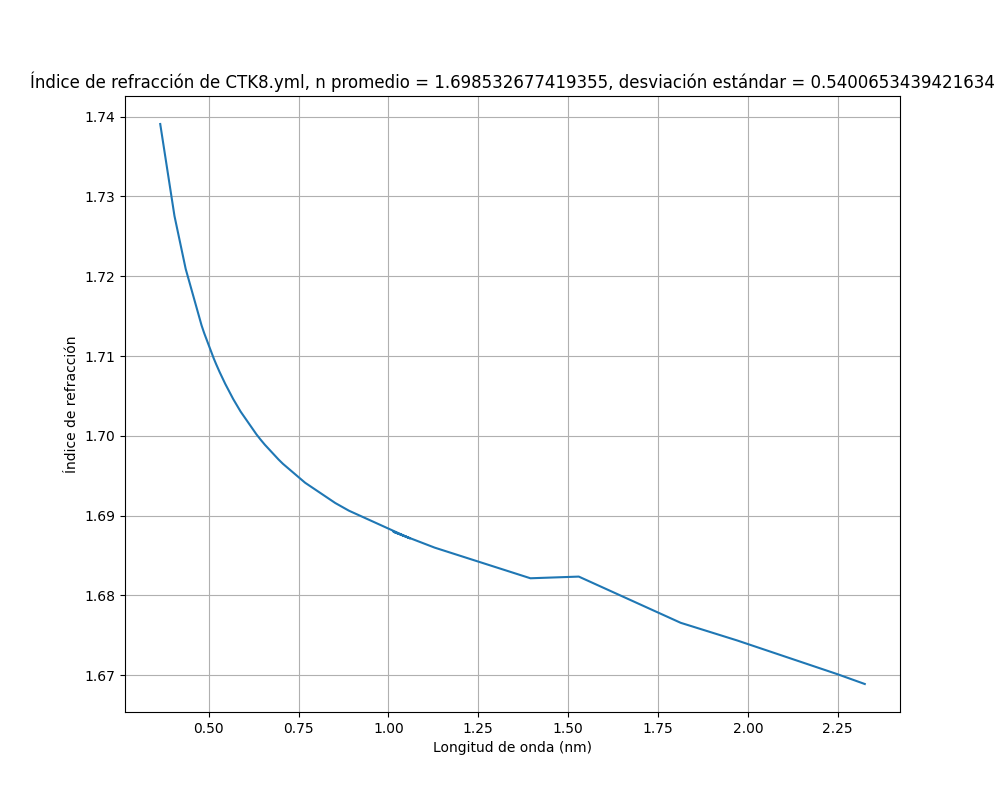 Índice de refracción de CTK8.yml, n promedio = 1.698532677419355, desviación estándar = 0.5400653439421634
1.74
1.73
1.72
1.71
1.70
1.69
1.68
1.67
Índice de refracción
0.50 0.75 1.00 1.25 1.50 1.75 2.00 2.25
Longitud de onda (nm)